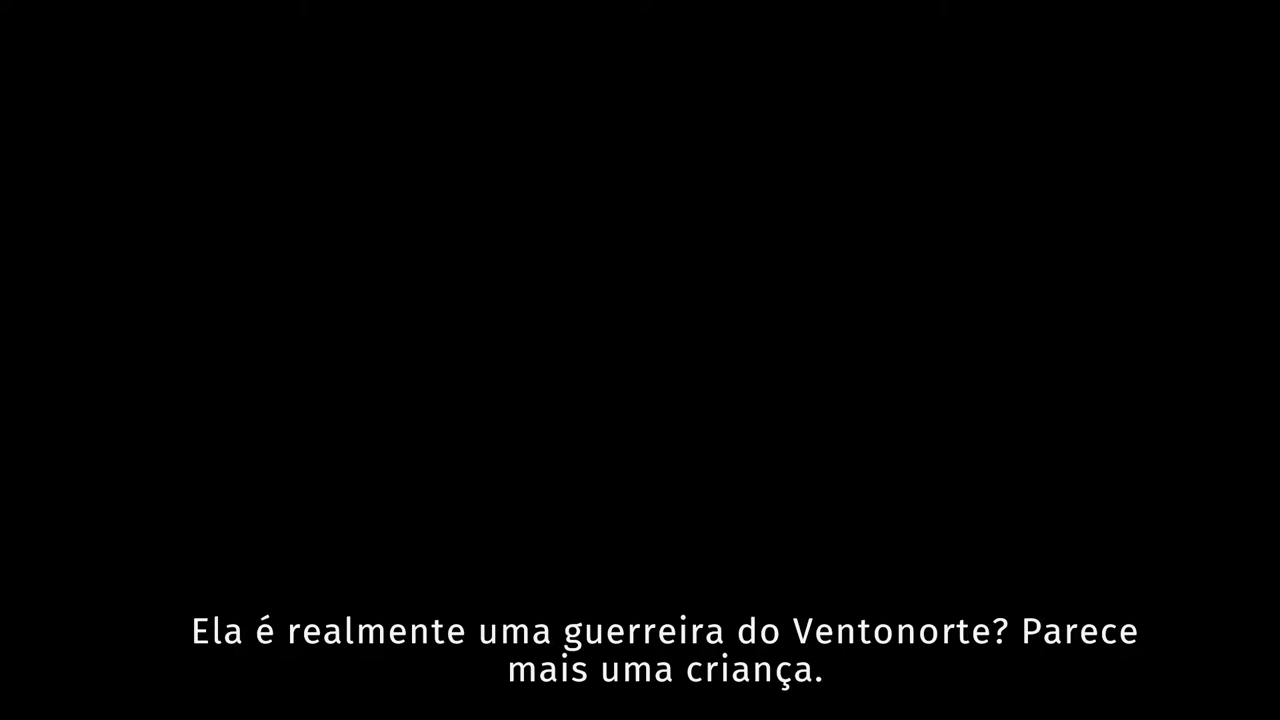 Ela é realmente uma guerreira do Ventonorte? Parece
mais uma criança.